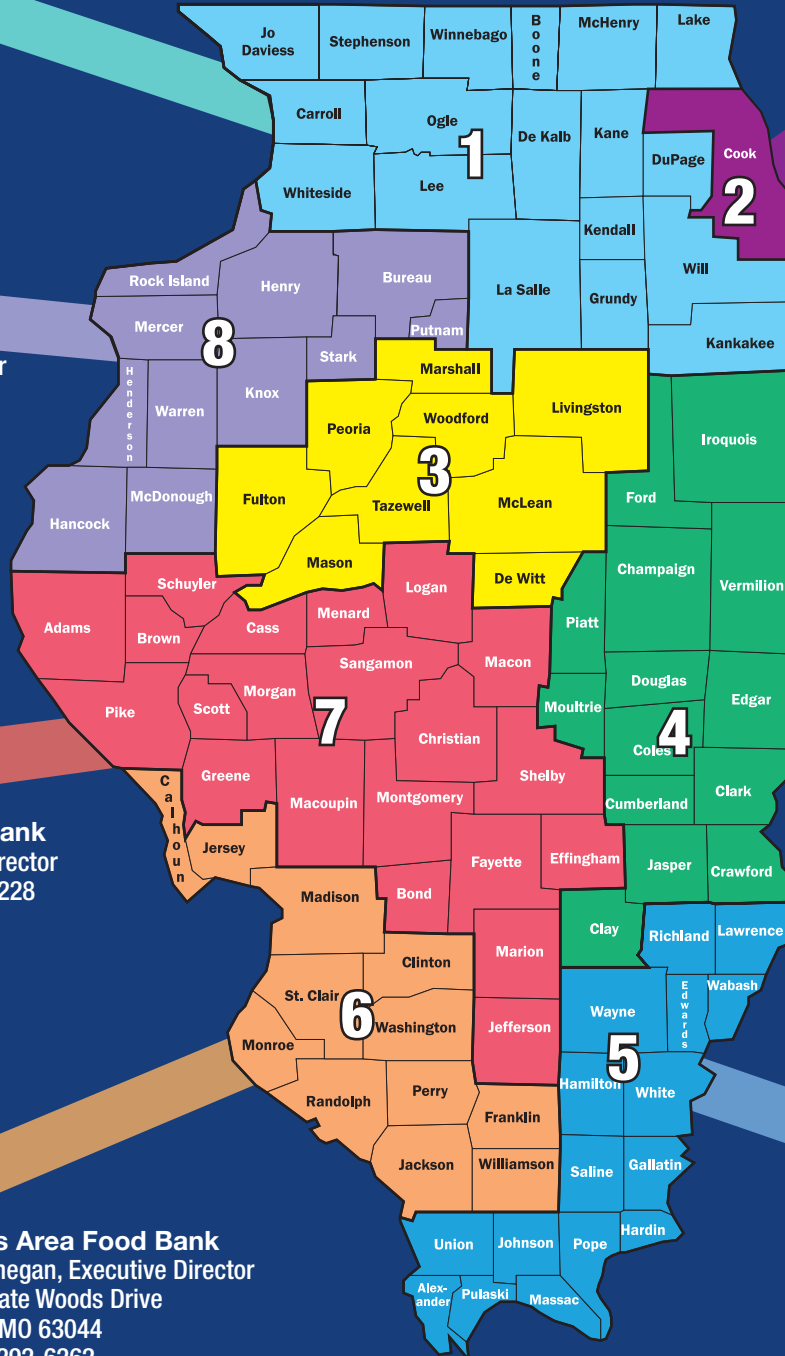 Jo
Daviess
Stephenson
Winnebago
Boone
McHenry
Lake
Carroll
Ogle
1
De Kalb
Kane
DuPage
Cook
2
Whiteside
Lee
Kendall
Will
Rock Island
Henry
Bureau
La Salle
Grundy
Mercer
8
Putnam
Kankakee
Stark
Marshall
r
Henderson
Warren
Knox
Peoria
Woodford
Livingston
Iroquois
3
Fulton
Tazewell
McLean
Ford
McDonough
Hancock
Mason
De Witt
Champaign
Vermilion
Schuyler
Logan
Adams
Brown
Cass
Menard
Piatt
Sangamon
Macon
Morgan
Douglas
Edgar
Pike
Scott
7
Moultrie
Christian
4
Coles
Greene
Shelby
Calhoun
Macoupin
Montgomery
Cumberland
Clark
ank
rector
228
Jersey
Fayette
Effingham
Jasper
Crawford
Madison
Bond
Clay
Richland
Lawrence
Marion
Clinton
St. Clair
6
Washington
Jefferson
Wayne
Edwards
Wabash
Monroe
5
Hamilton
White
Randolph
Perry
Franklin
Jackson
Williamson
Saline
Gallatin
Union
Johnson
Pope
Hardin
Alex-
ander
Pulaski
Massac
s Area Food Bank
negan, Executive Director
ate Woods Drive
MO 63044
292-6262